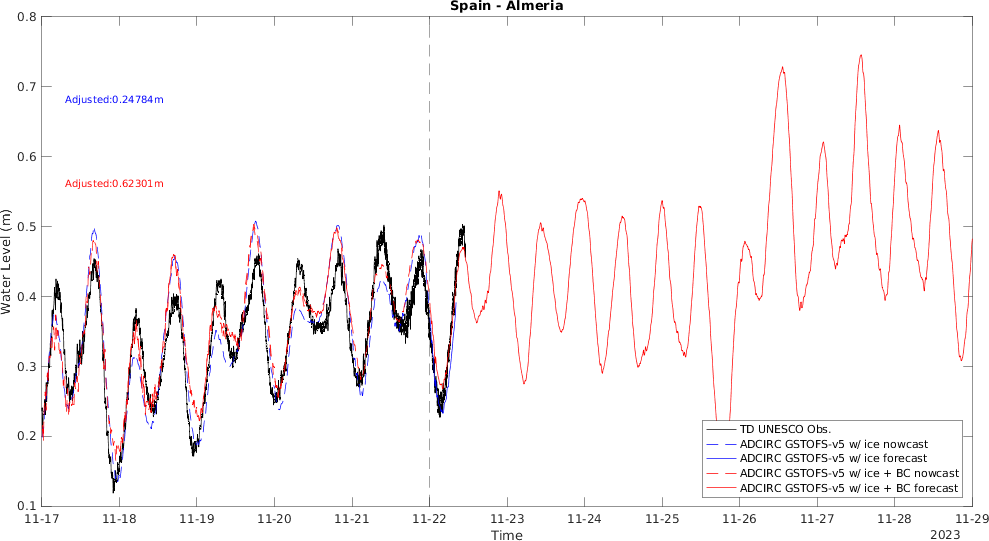 Spain - Almeria
0.8
0.7
0.6
0.5
0.4
0.3
0.2
0.1
Water Level (m)
Adjusted:0.24784m
Adjusted:0.62301m
TD UNESCO Obs.
ADCIRC GSTOFS-v5 w/ ice nowcast
ADCIRC GSTOFS-v5 w/ ice forecast
ADCIRC GSTOFS-v5 w/ ice + BC nowcast
ADCIRC GSTOFS-v5 w/ ice + BC forecast
11-17 11-18 11-19 11-20 11-21 11-22 11-23 11-24 11-25 11-26 11-27 11-28 11-29
Time
2023